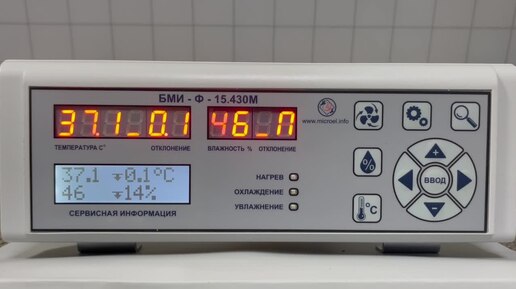 БМИ - Ф - 15.430М
37.1_0.1 46_П
www.microel.info
ТЕМПЕРАТУРА C° ОТКЛОНЕНИЕ ВЛАЖНОСТЬ % ОТКЛОНЕНИЕ
37.1 ∓0.1°C
46 ∓14%
СЕРВИСНАЯ ИНФОРМАЦИЯ
НАГРЕВ
ОХЛАЖДЕНИЕ
УВЛАЖНЕНИЕ
%
°C
+
ВВОД
-